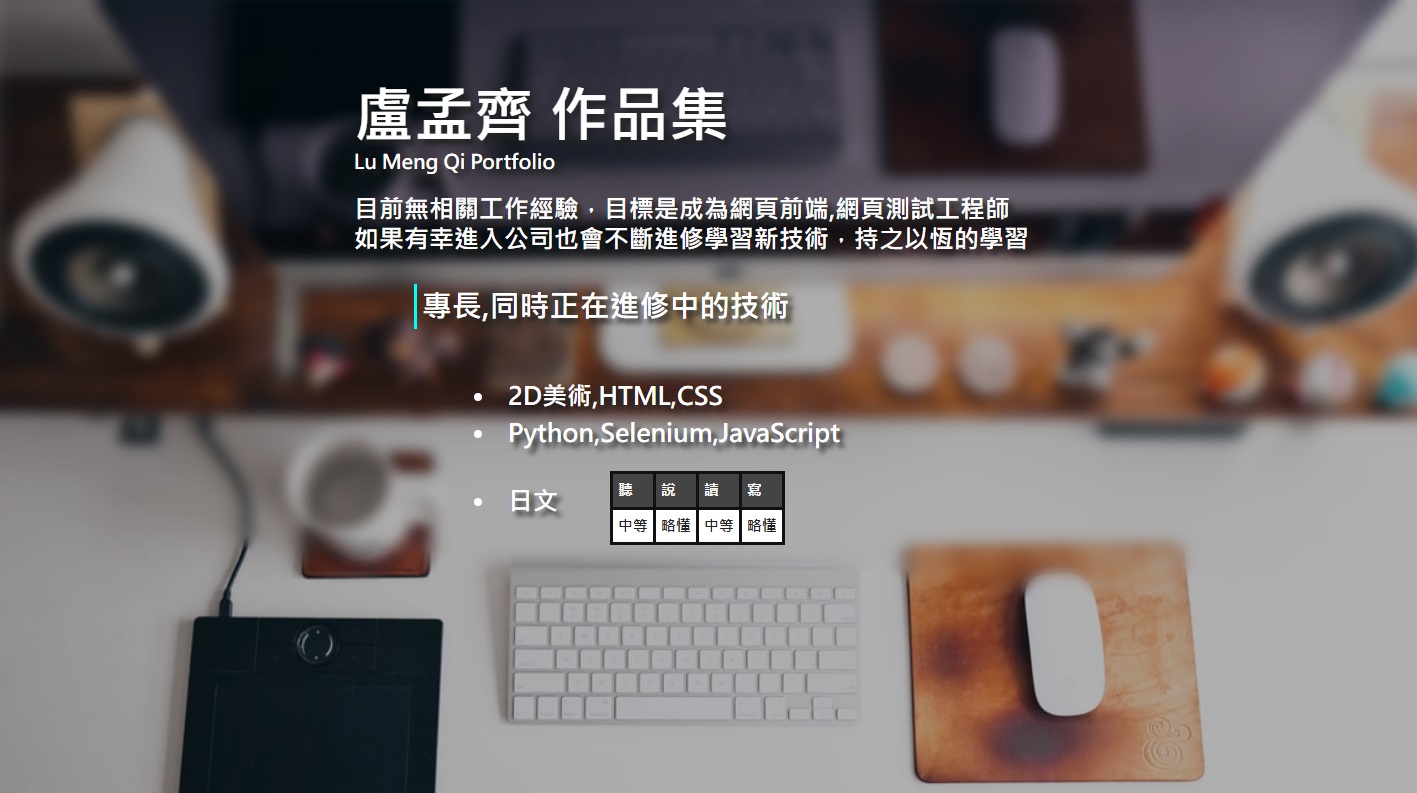 盧孟齊 作品集
Lu Meng Qi Portfolio
目前無相關工作經驗，目標是成為網頁前端,網頁測試工程師
如果有幸進入公司也會不斷進修學習新技術，持之以恆的學習
專長,同時正在進修中的技術
• 2D美術,HTML,CSS
• Python,Selenium,JavaScript
• 日文
聽 說 讀 寫
中等 略懂 中等 略懂